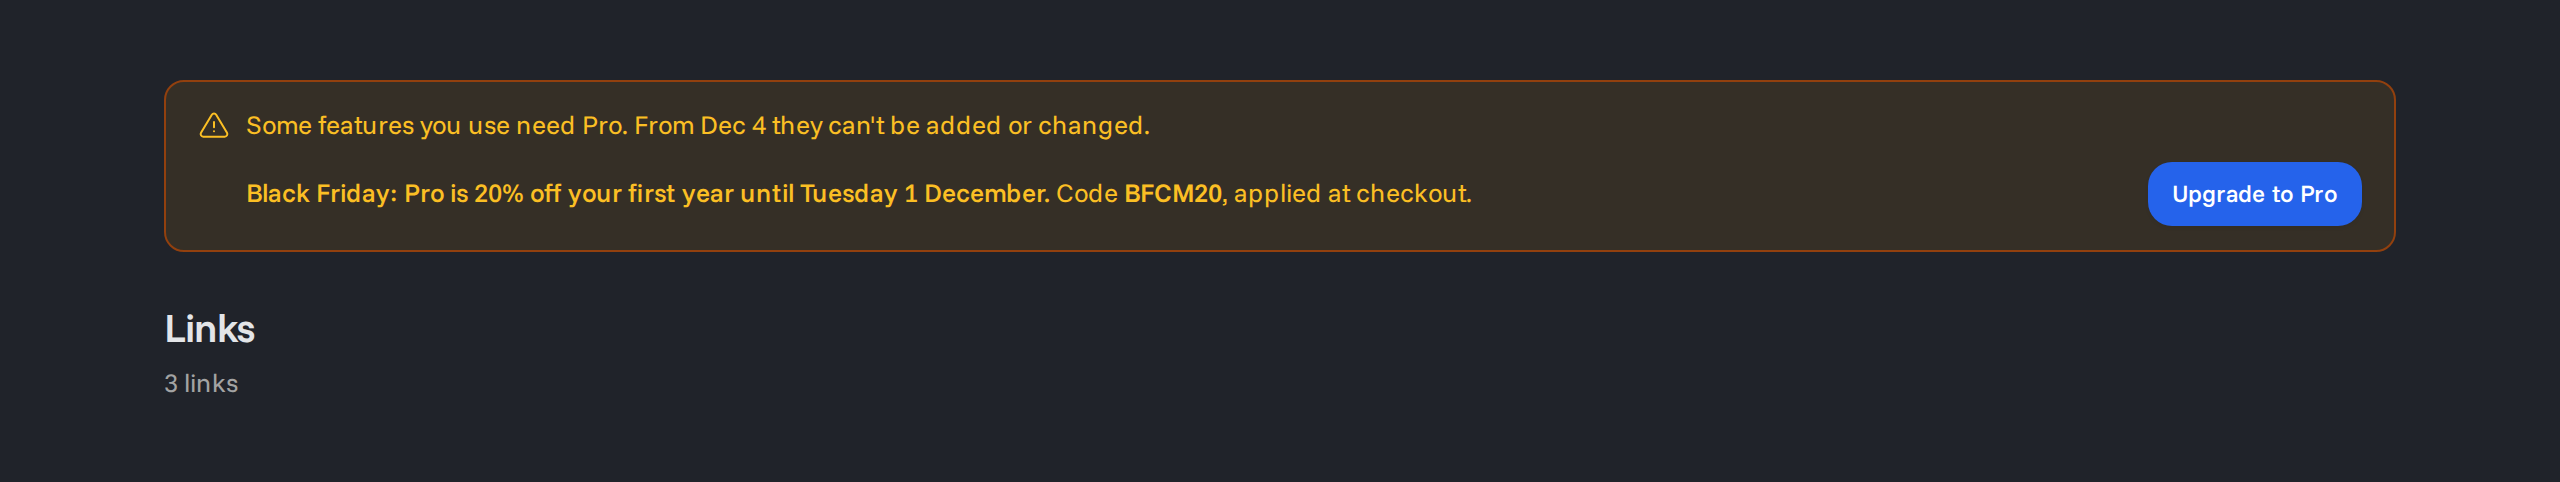 Some features you use need Pro. From Dec 4 they can't be added or changed.
Black Friday: Pro is 20% off your first year until Tuesday 1 December. Code BFCM20, applied at checkout.
Upgrade to Pro
Links
3 links